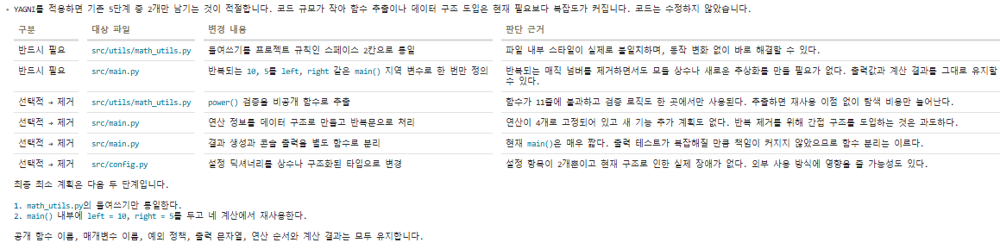 • YAGNI를 적용하면 기존 5단계 중 2개만 남기는 것이 적절합니다. 코드 규모가 작아 함수 추출이나 데이터 구조 도입은 현재 필요보다 복잡도가 커집니다. 코드는 수정하지 않았습니다.
구분 대상 파일 변경 내용 판단 근거
반드시 필요 src/utils/math_utils.py 들여쓰기를 프로젝트 규칙인 스페이스 2칸으로 통일 파일 내부 스타일이 실제로 불일치하며, 동작 변화 없이 바로 해결할 수 있다.
반드시 필요 src/main.py 반복되는 10, 5를 left, right 같은 main() 지역 변수로 한 번만 정의 반복되는 매직 넘버를 제거하면서도 모듈 상수나 새로운 추상화를 만들 필요가 없다. 출력값과 계산 결과를 그대로 유지할
수 있다.
선택적 → 제거 src/utils/math_utils.py power() 검증을 비공개 함수로 추출 함수가 11줄에 불과하고 검증 로직도 한 곳에서만 사용된다. 추출하면 재사용 이점 없이 탐색 비용만 늘어난다.
선택적 → 제거 src/main.py 연산 정보를 데이터 구조로 만들고 반복문으로 처리 연산이 4개로 고정되어 있고 새 기능 추가 계획도 없다. 반복 제거를 위해 간접 구조를 도입하는 것은 과도하다.
선택적 → 제거 src/main.py 결과 생성과 콘솔 출력을 별도 함수로 분리 현재 main()은 매우 짧다. 출력 테스트가 복잡해질 만큼 책임이 커지지 않았으므로 함수 분리는 이르다.
선택적 → 제거 src/config.py 설정 딕셔너리를 상수나 구조화된 타입으로 변경 설정 항목이 2개뿐이고 현재 구조로 인한 실제 장애가 없다. 외부 사용 방식에 영향을 줄 가능성도 있다.
최종 최소 계획은 다음 두 단계입니다.
1. math_utils.py의 들여쓰기만 통일한다.
2. main() 내부에 left = 10, right = 5를 두고 네 계산에서 재사용한다.
공개 함수 이름, 매개변수 이름, 예외 정책, 출력 문자열, 연산 순서와 계산 결과는 모두 유지합니다.